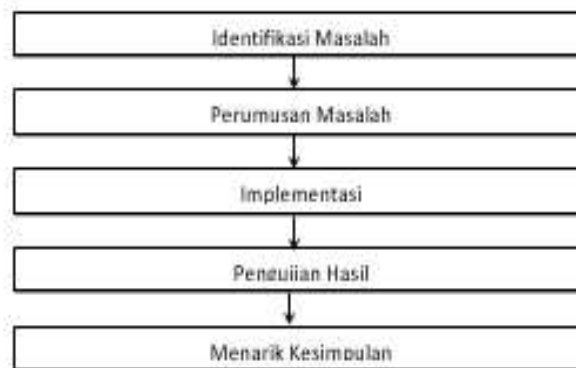 Identifikasi Masalah
Perumusan Masalah
Implementasi
Pengujian Hasil
Menarik Kesimpulan